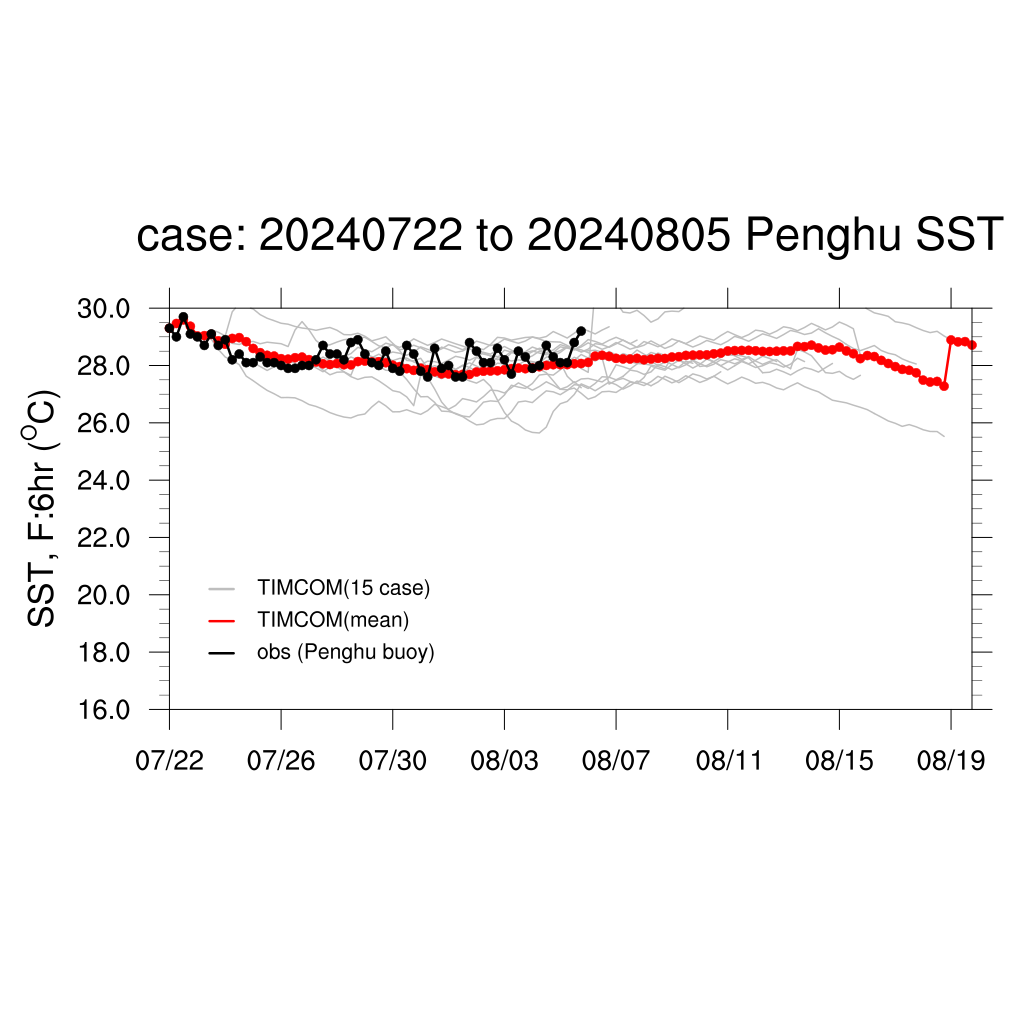 case: 20240722 to 20240805 Penghu SST
SST, F:6hr (°C)
30.0
28.0
26.0
24.0
22.0
20.0
18.0
16.0
TIMCOM(15 case)
TIMCOM(mean)
obs (Penghu buoy)
07/22 07/26 07/30 08/03 08/07 08/11 08/15 08/19